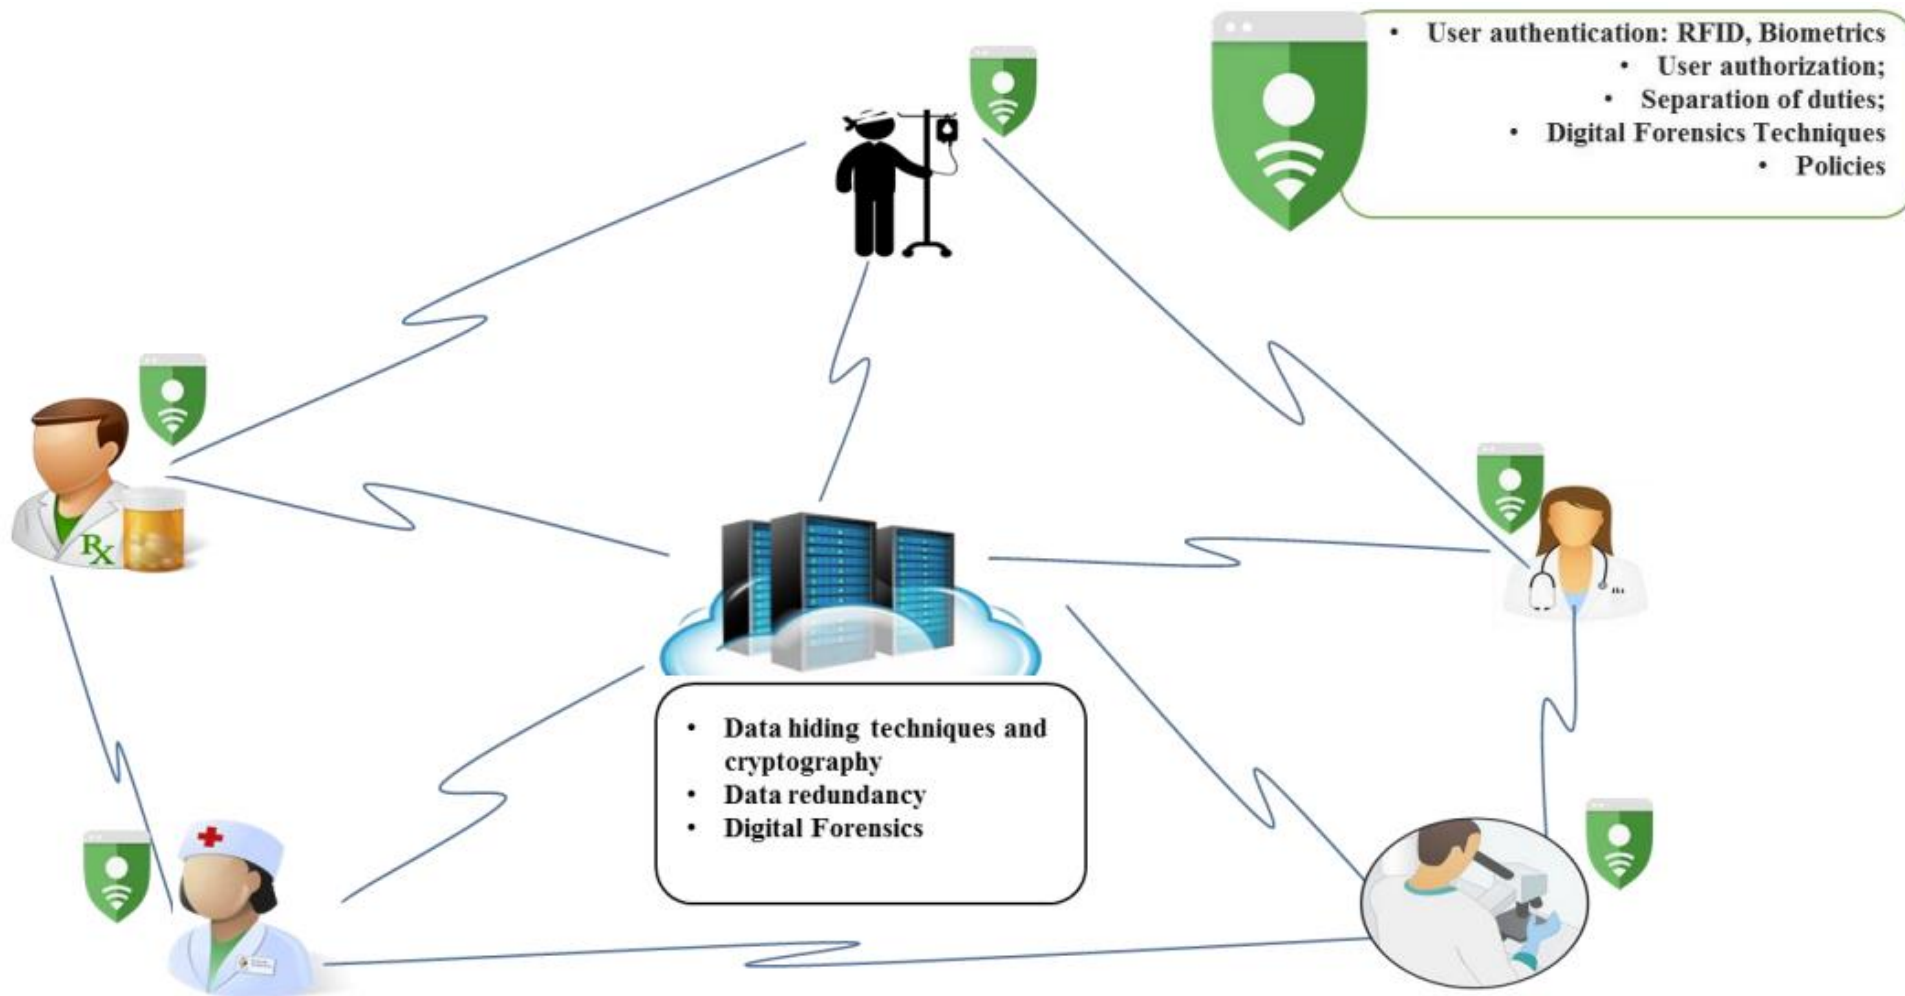 • User authentication: RFID, Biometrics
• User authorization;
• Separation of duties;
• Digital Forensics Techniques
• Policies
Rx
• Data hiding techniques and
cryptography
• Data redundancy
• Digital Forensics